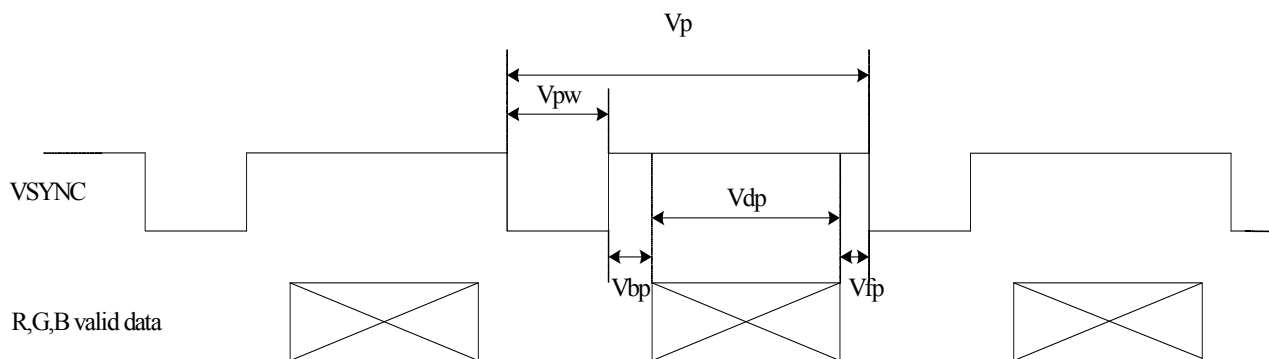 Vp
Vpw
VSYNC
Vdp
Vbp
Vfp
R,G,B valid data